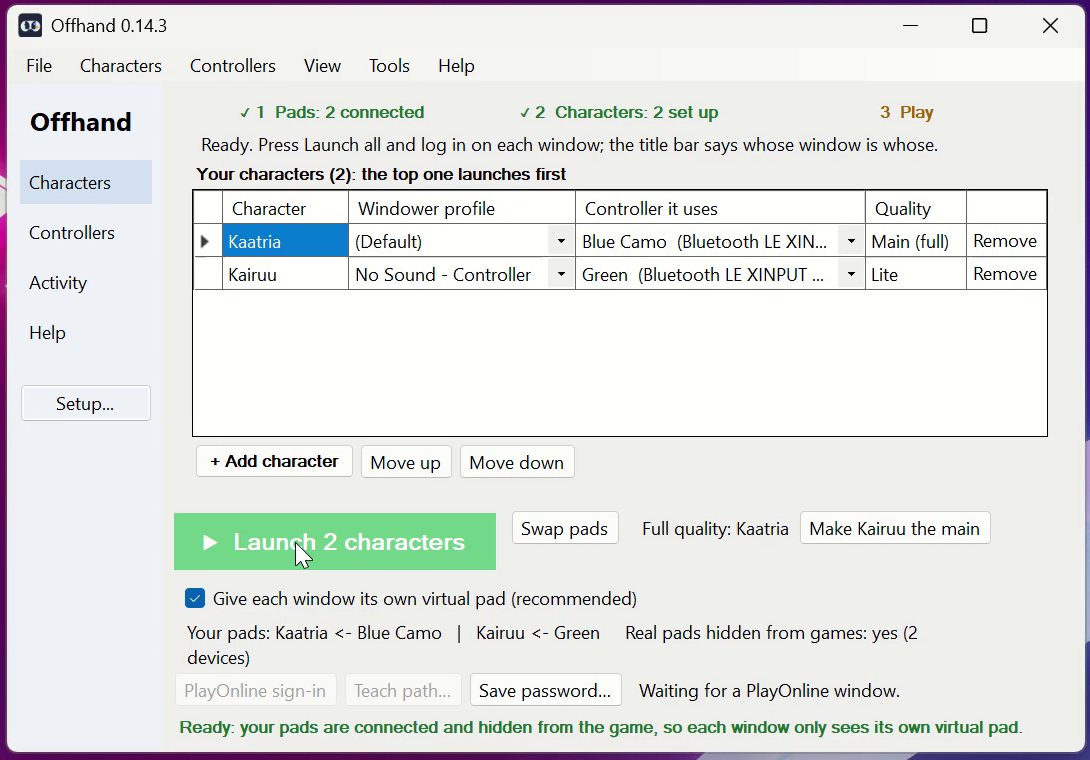 Offhand 0.14.3
File Characters Controllers View Tools Help
Offhand
Characters
Controllers
Activity
Help
Setup...
✓ 1 Pads: 2 connected ✓ 2 Characters: 2 set up 3 Play
Ready. Press Launch all and log in on each window; the title bar says whose window is whose.
Your characters (2): the top one launches first
Character Windower profile Controller it uses Quality
Kaatria (Default) Blue Camo (Bluetooth LE XIN... Main (full) Remove
Kairuu No Sound - Controller Green (Bluetooth LE XINPUT ... Lite Remove
+ Add character Move up Move down
Launch 2 characters Swap pads Full quality: Kaatria Make Kairuu the main
Give each window its own virtual pad (recommended)
Your pads: Kaatria <- Blue Camo | Kairuu <- Green Real pads hidden from games: yes (2
devices)
PlayOnline sign-in Teach path... Save password... Waiting for a PlayOnline window.
Ready: your pads are connected and hidden from the game, so each window only sees its own virtual pad.